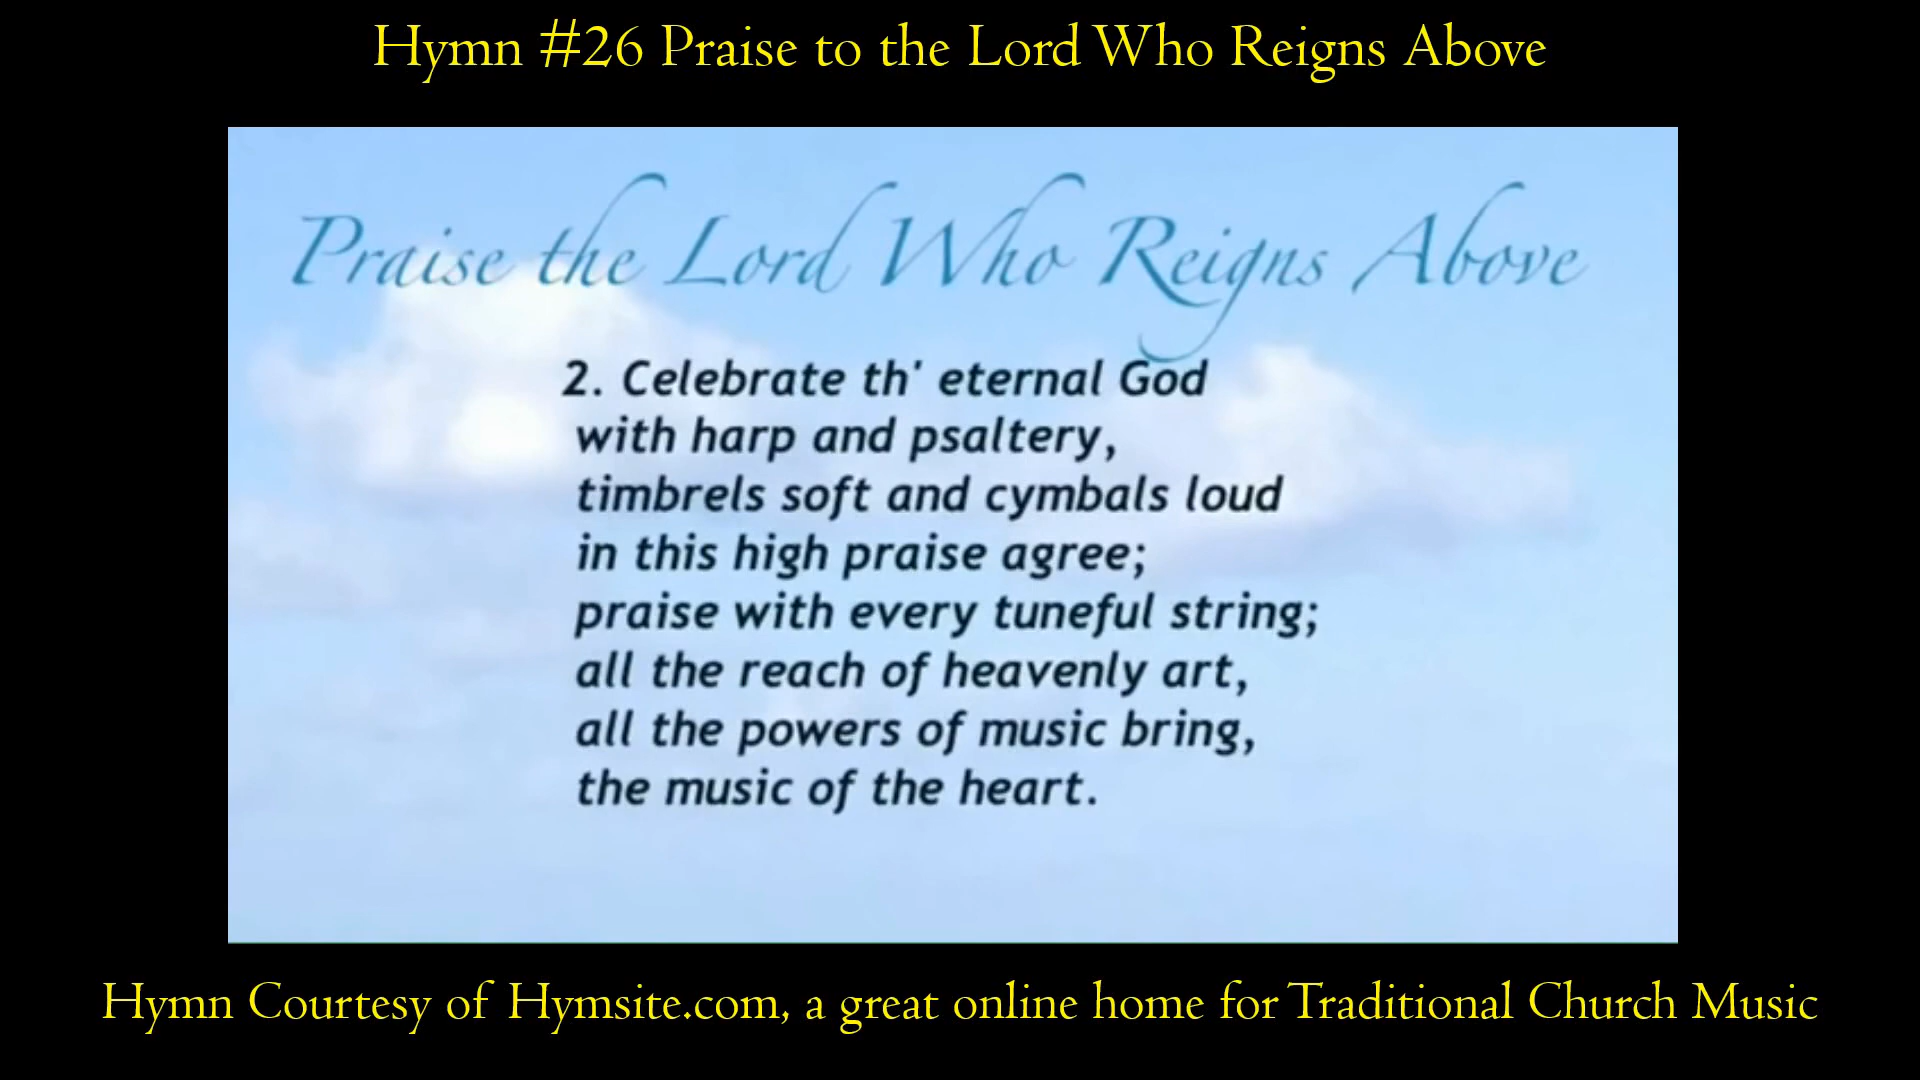 Hymn #26 Praise to the Lord Who Reigns Above
Praise the Lord Who Reigns Above
2. Celebrate th' eternal God
with harp and psaltery,
timbrels soft and cymbals loud
in this high praise agree;
praise with every tuneful string;
all the reach of heavenly art,
all the powers of music bring,
the music of the heart.
Hymn Courtesy of Hymsite.com, a great online home for Traditional Church Music